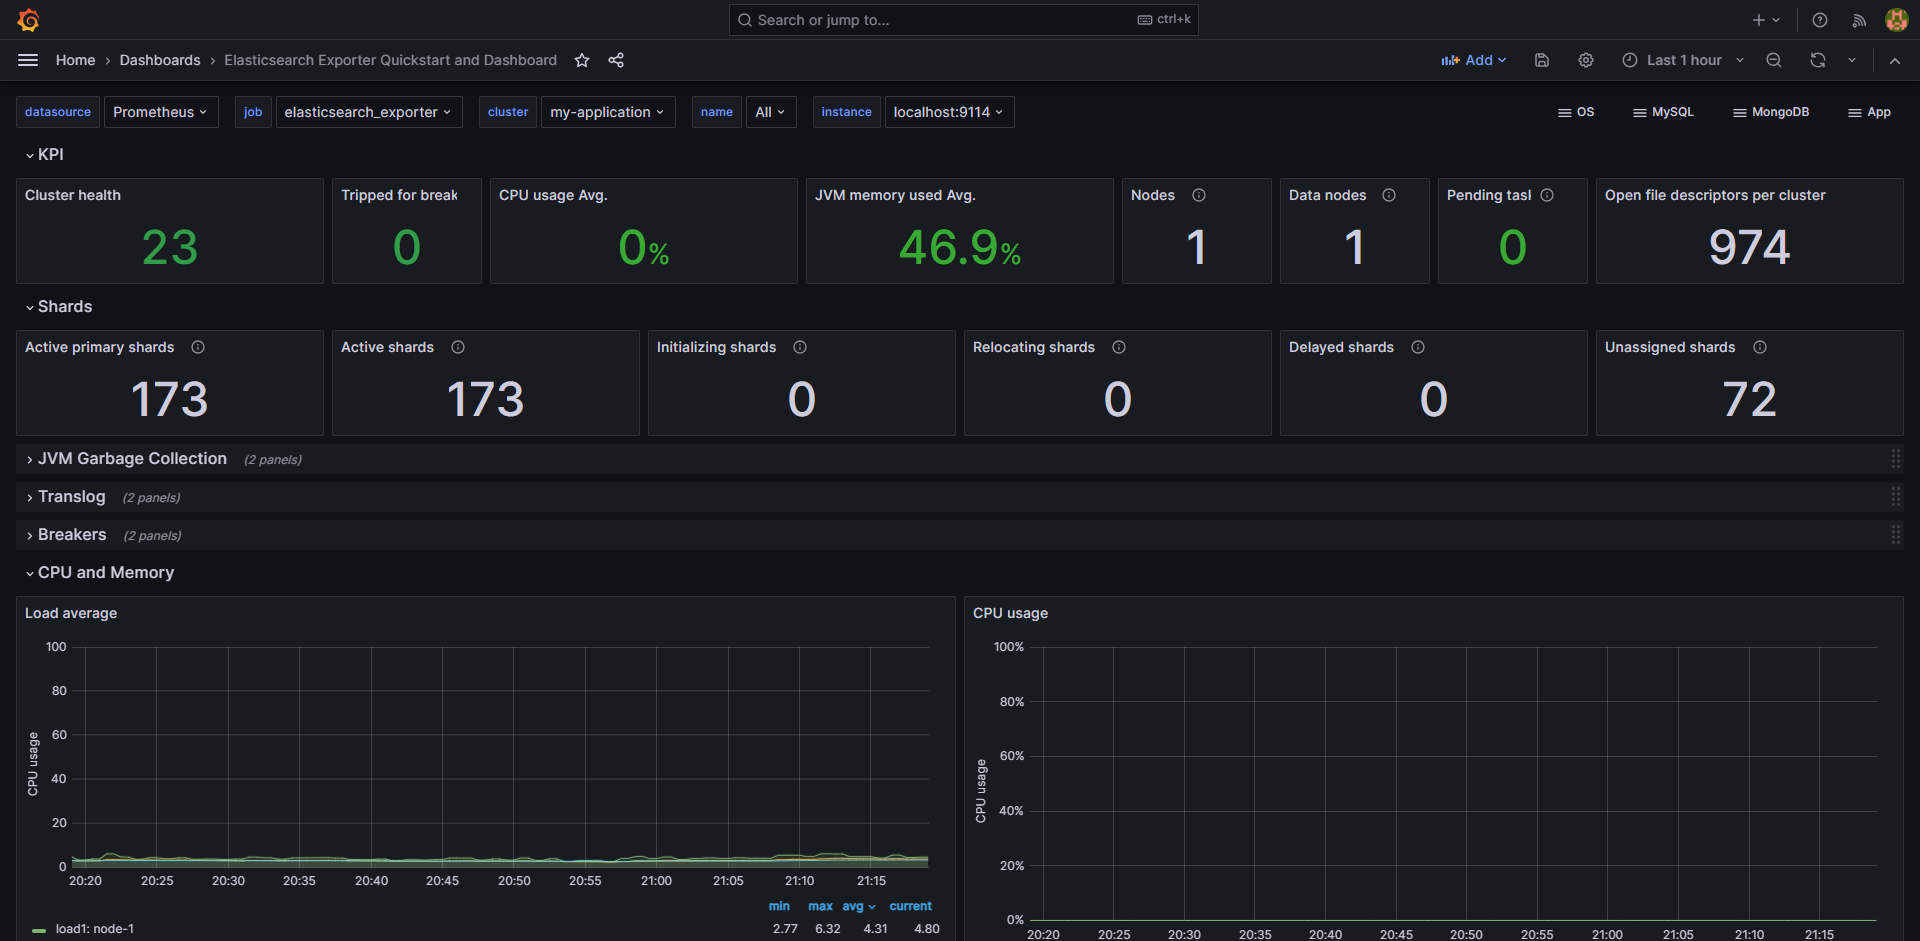 Search or jump to...
ctrl+k
Home › Dashboards › Elasticsearch Exporter Quickstart and Dashboard
Add
Last 1 hour
datasource Prometheus job elasticsearch_exporter cluster my-application name All instance localhost:9114
OS MySQL MongoDB App
KPI
Cluster health
23
Tripped for break
0
CPU usage Avg.
0%
JVM memory used Avg.
46.9%
Nodes
1
Data nodes
1
Pending task
0
Open file descriptors per cluster
974
Shards
Active primary shards
173
Active shards
173
Initializing shards
0
Relocating shards
0
Delayed shards
0
Unassigned shards
72
JVM Garbage Collection (2 panels)
Translog (2 panels)
Breakers (2 panels)
CPU and Memory
Load average
CPU usage
100
80
60
40
20
0
20:20 20:25 20:30 20:35 20:40 20:45 20:50 20:55 21:00 21:05 21:10 21:15
min max avg current
load1: node-1 2.77 6.32 4.31 4.80
CPU usage
CPU usage
100%
80%
60%
40%
20%
0%
20:20 20:25 20:30 20:35 20:40 20:45 20:50 20:55 21:00 21:05 21:10 21:15